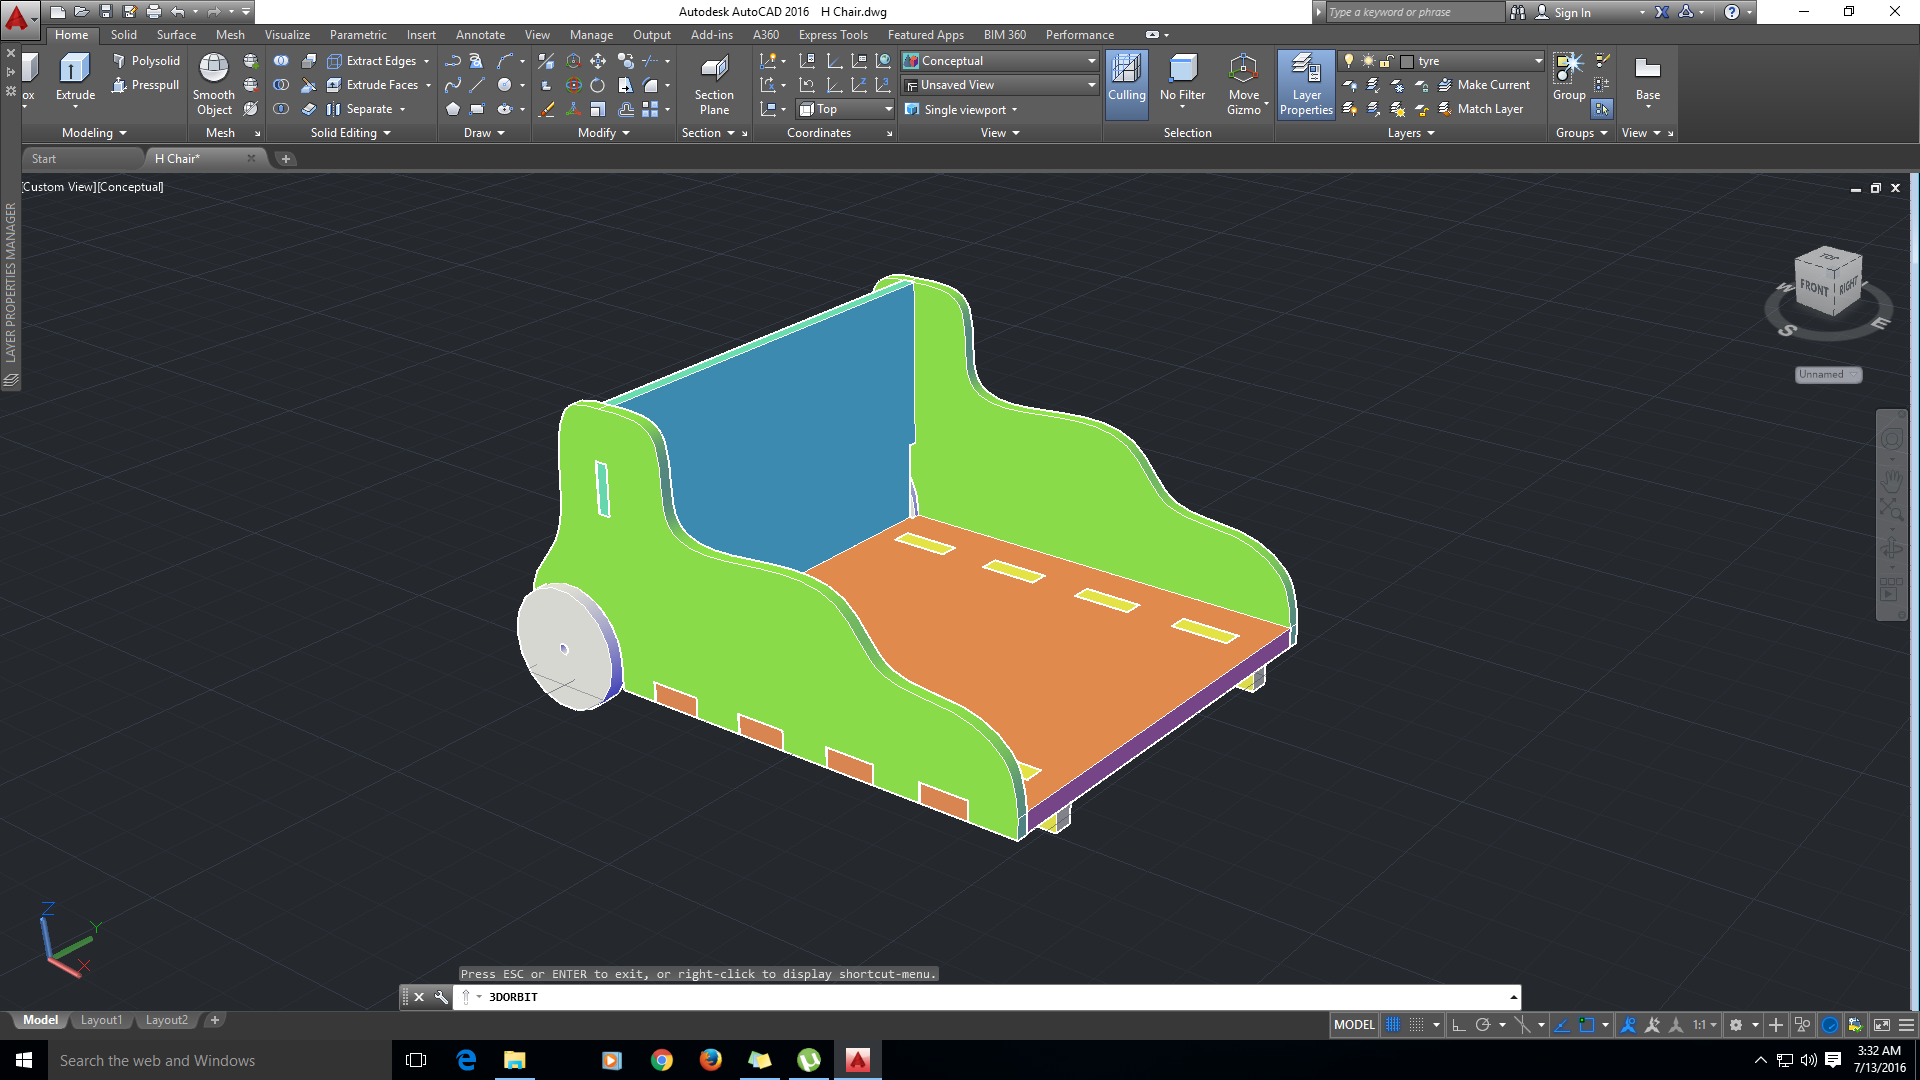 Autodesk AutoCAD 2016 H Chair.dwg
Type a keyword or phrase
Sign In
Home Solid Surface Mesh Visualize Parametric Insert Annotate View Manage Output Add-ins A360 Express Tools Featured Apps BIM 360 Performance
ox
Extrude
Polysolid
Presspull
Modeling
Smooth Object
Mesh
Extract Edges
Extrude Faces
Separate
Solid Editing
Draw
Modify
Section Plane
Section
Top
Coordinates
Conceptual
Unsaved View
Single viewport
View
Culling
No Filter
Move Gizmo
Selection
Layer Properties
tyre
Make Current
Match Layer
Layers
Group
Groups
Base
View
Start
H Chair*
[Custom View][Conceptual]
LAYER PROPERTIES MANAGER
TOP
FRONT
RIGHT
W
S
E
Unnamed
Z
Y
X
Press ESC or ENTER to exit, or right-click to display shortcut-menu.
3DORBIT
Model Layout1 Layout2
MODEL
1:1
Search the web and Windows
3:32 AM
7/13/2016